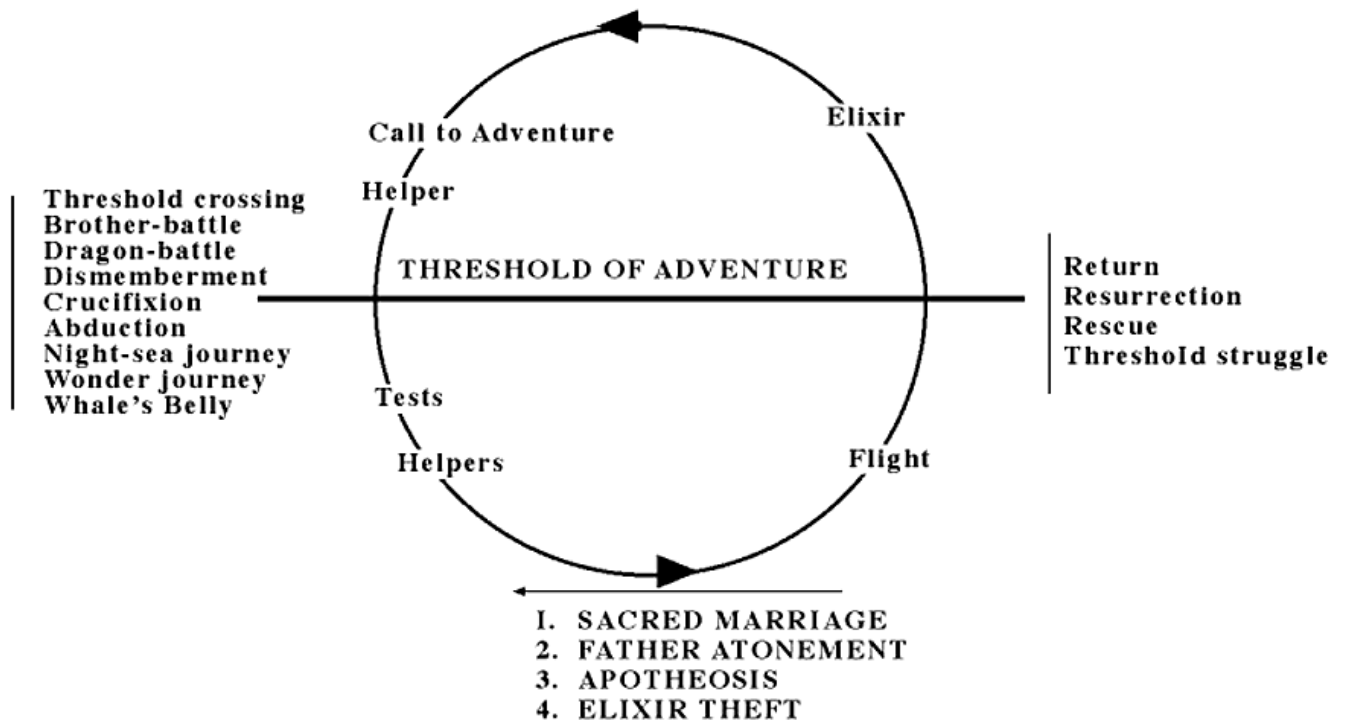 Elixir
Call to Adventure
Helper
Threshold crossing
Brother-battle
Dragon-battle
Dismemberment
Crucifixion
Abduction
Night-sea journey
Wonder journey
Whale's Belly
THRESHOLD OF ADVENTURE
Return
Resurrection
Rescue
Threshold struggle
Tests
Helpers
Flight
1. SACRED MARRIAGE
2. FATHER ATONEMENT
3. APOTHEOSIS
4. ELIXIR THEFT